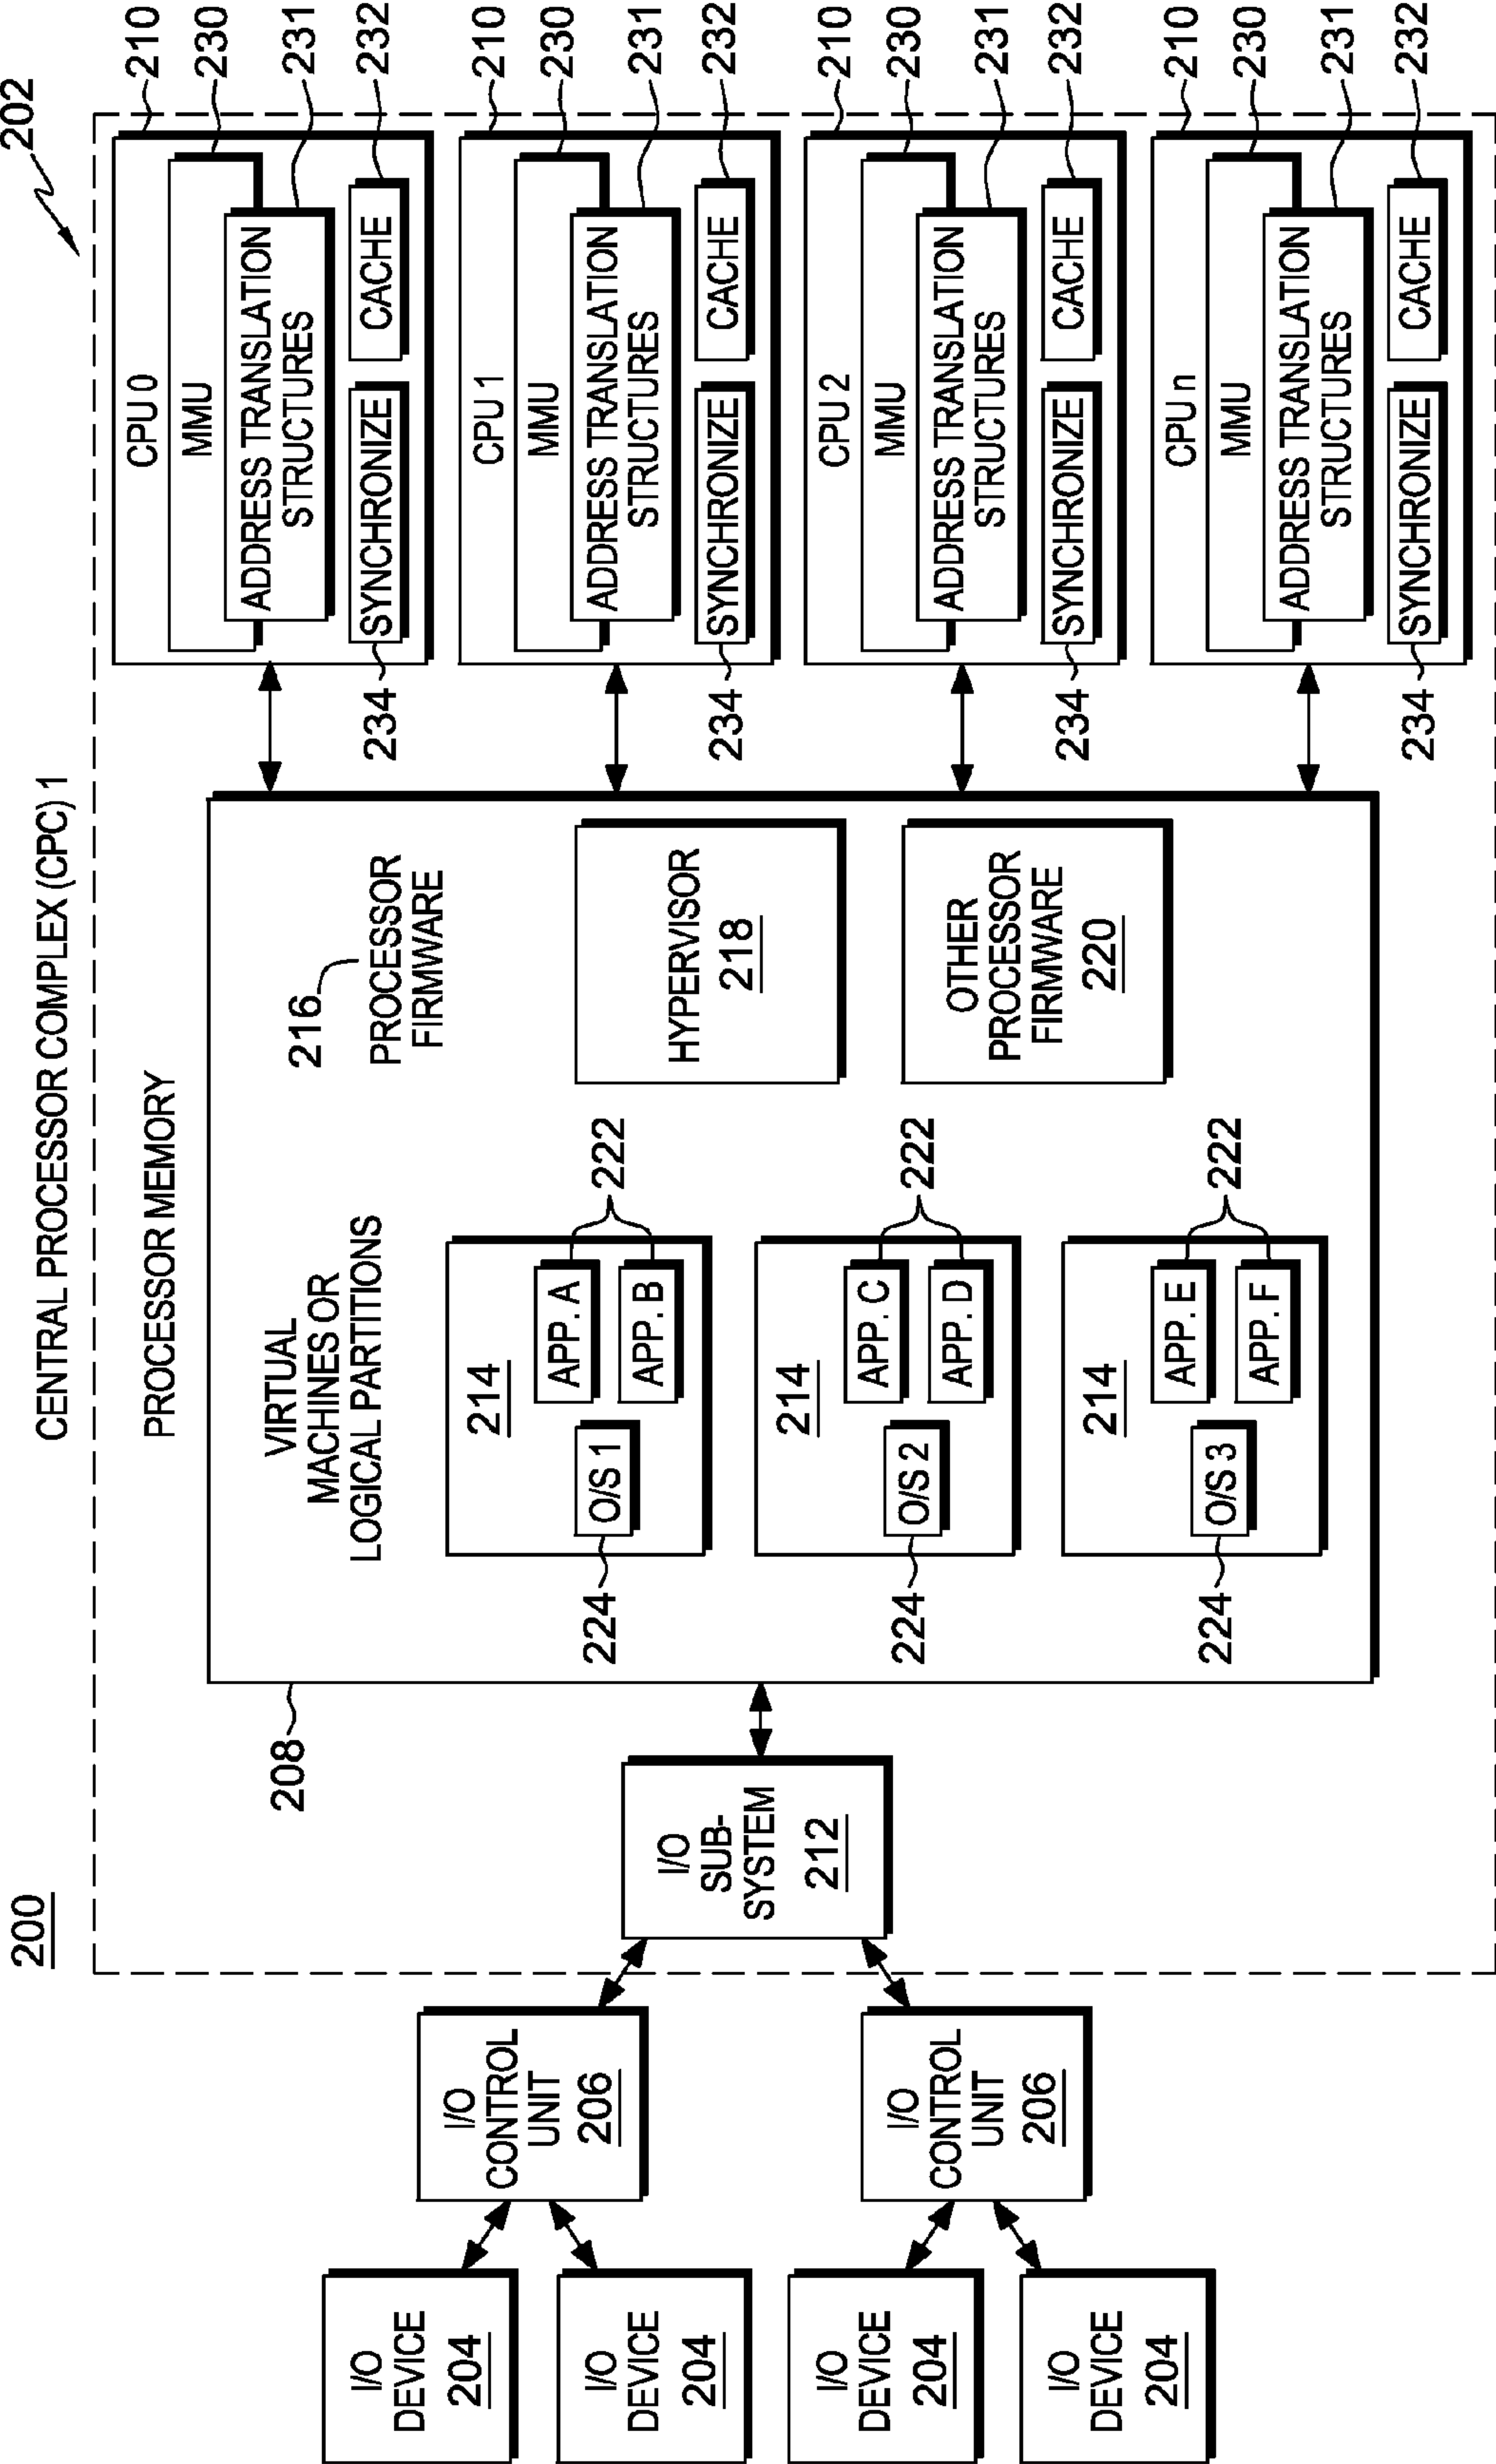 200
202
CENTRAL PROCESSOR COMPLEX (CPC) 1
PROCESSOR MEMORY
208
VIRTUAL
MACHINES OR
LOGICAL PARTITIONS
216
PROCESSOR
FIRMWARE
214
O/S 1
224
APP. A
APP. B
222
214
O/S 2
224
APP. C
APP. D
222
214
O/S 3
224
APP. E
APP. F
222
HYPERVISOR
218
OTHER
PROCESSOR
FIRMWARE
220
CPU 0
210
MMU
230
ADDRESS TRANSLATION
STRUCTURES
231
SYNCHRONIZE
234
CACHE
232
CPU 1
210
MMU
230
ADDRESS TRANSLATION
STRUCTURES
231
SYNCHRONIZE
234
CACHE
232
CPU 2
210
MMU
230
ADDRESS TRANSLATION
STRUCTURES
231
SYNCHRONIZE
234
CACHE
232
CPU n
210
MMU
230
ADDRESS TRANSLATION
STRUCTURES
231
SYNCHRONIZE
234
CACHE
232
I/O
SUB-
SYSTEM
212
I/O
CONTROL
UNIT
206
I/O
CONTROL
UNIT
206
I/O
DEVICE
204
I/O
DEVICE
204
I/O
DEVICE
204
I/O
DEVICE
204